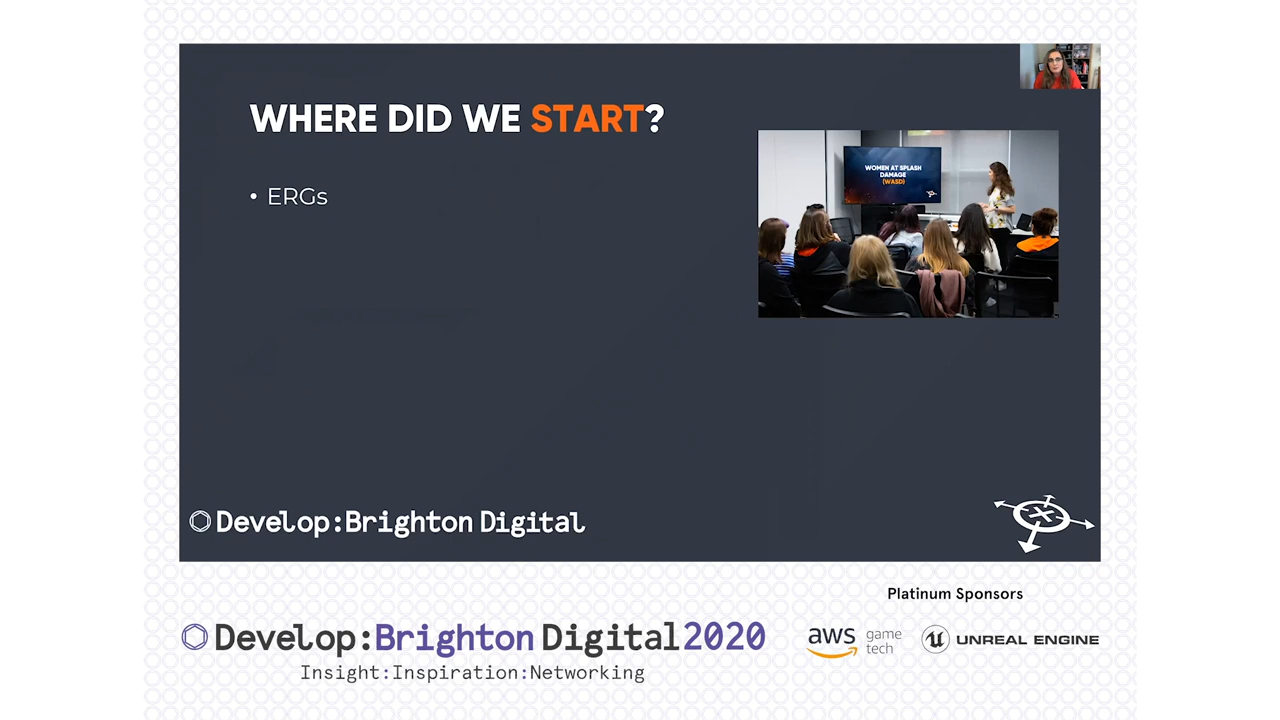 WHERE DID WE START?
• ERGs
WOMEN AT SPLASH
DAMAGE
(WASD)
Develop:Brighton Digital
Platinum Sponsors
Develop:Brighton Digital2020
Insight:Inspiration:Networking
aws game
tech
UNREAL ENGINE